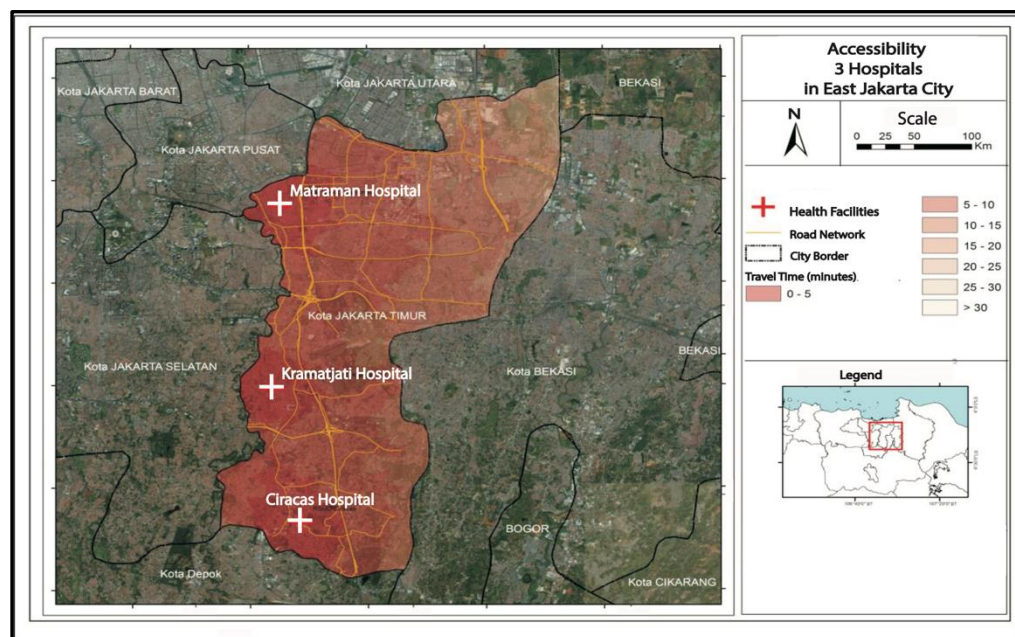 Kota JAKARTA UTARA
BEKASI
Kota JAKARTA BARAT
Kota JAKARTA PUSAT
Matraman Hospital
Kota JAKARTA TIMUR
Kota JAKARTA SELATAN
Kramatjati Hospital
Kota BEKASI
BEKASI
Ciracas Hospital
BOGOR
Kota Depok
Kota CIKARANG
Accessibility
3 Hospitals
in East Jakarta City
N
Scale
0 25 50 100
Km
Health Facilities
Road Network
City Border
Travel Time (minutes)
0 - 5
5 - 10
10 - 15
15 - 20
20 - 25
25 - 30
> 30
Legend